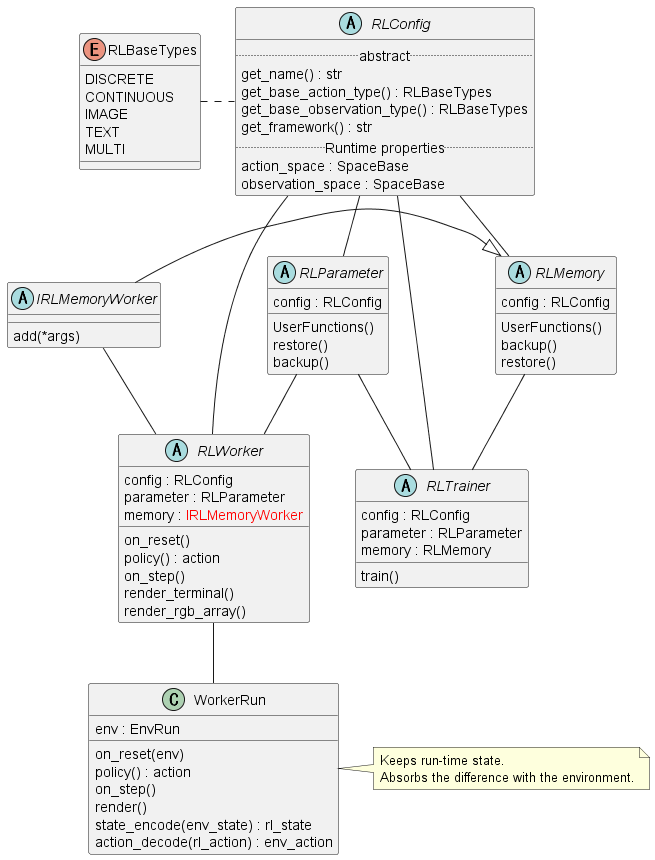 E RLBaseTypes
DISCRETE
CONTINUOUS
IMAGE
TEXT
MULTI
A RLConfig
abstract
get_name() : str
get_base_action_type() : RLBaseTypes
get_base_observation_type() : RLBaseTypes
get_framework() : str
Runtime properties
action_space : SpaceBase
observation_space : SpaceBase
A IRLMemoryWorker
add(*args)
A RLParameter
config : RLConfig
UserFunctions()
restore()
backup()
A RLMemory
config : RLConfig
UserFunctions()
backup()
restore()
A RLWorker
config : RLConfig
parameter : RLParameter
memory : IRLMemoryWorker
on_reset()
policy() : action
on_step()
render_terminal()
render_rgb_array()
A RLTrainer
config : RLConfig
parameter : RLParameter
memory : RLMemory
train()
C WorkerRun
env : EnvRun
on_reset(env)
policy() : action
on_step()
render()
state_encode(env_state) : rl_state
action_decode(rl_action) : env_action
Keeps run-time state.
Absorbs the difference with the environment.